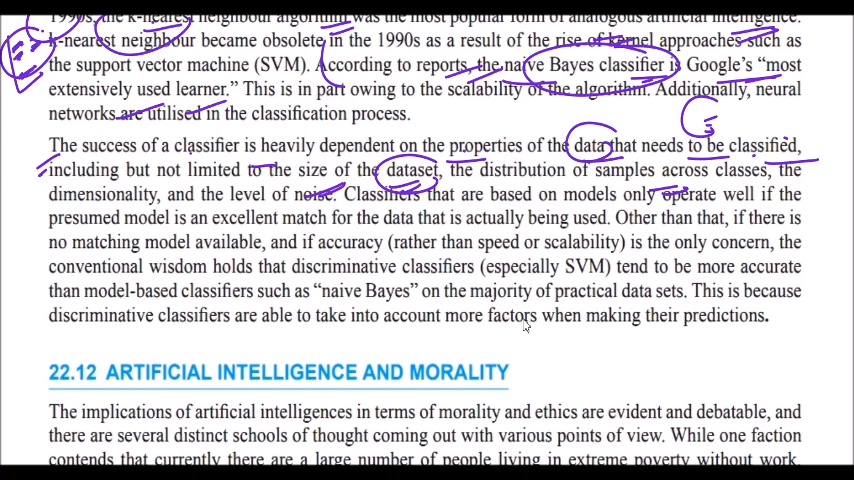 1990s, the k-nearest neighbour algorithm was the most popular form of analogous artificial intelligence.
k-nearest neighbour became obsolete in the 1990s as a result of the rise of kernel approaches such as
the support vector machine (SVM). According to reports, the naive Bayes classifier is Google's “most
extensively used learner.” This is in part owing to the scalability of the algorithm. Additionally, neural
networks are utilised in the classification process.
The success of a classifier is heavily dependent on the properties of the data that needs to be classified,
including but not limited to the size of the dataset, the distribution of samples across classes, the
dimensionality, and the level of noise. Classifiers that are based on models only operate well if the
presumed model is an excellent match for the data that is actually being used. Other than that, if there is
no matching model available, and if accuracy (rather than speed or scalability) is the only concern, the
conventional wisdom holds that discriminative classifiers (especially SVM) tend to be more accurate
than model-based classifiers such as “naive Bayes” on the majority of practical data sets. This is because
discriminative classifiers are able to take into account more factors when making their predictions.
22.12 ARTIFICIAL INTELLIGENCE AND MORALITY
The implications of artificial intelligences in terms of morality and ethics are evident and debatable, and
there are several distinct schools of thought coming out with various points of view. While one faction
contends that currently there are a large number of people living in extreme poverty without work,